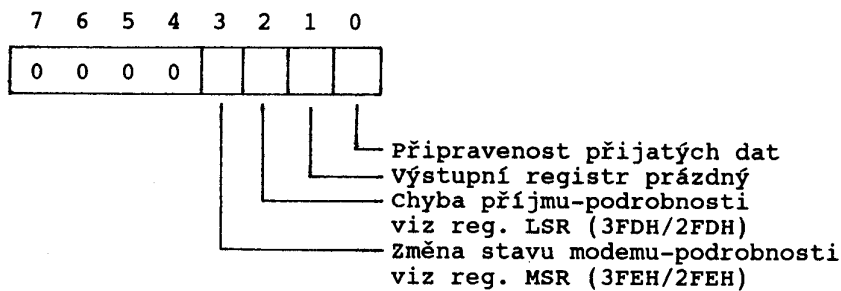 7 6 5 4 3 2 1 0
0 0 0 0
Připravenost přijatých dat
Výstupní registr prázdný
Chyba příjmu-podrobnosti
viz reg. LSR (3FDH/2FDH)
Změna stavu modemu-podrobnosti
viz reg. MSR (3FEH/2FEH)